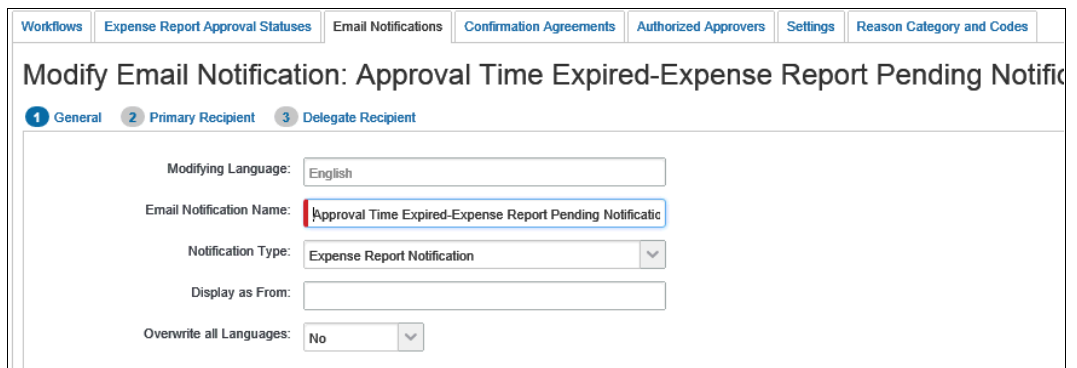 Workflows Expense Report Approval Statuses Email Notifications Confirmation Agreements Authorized Approvers Settings Reason Category and Codes
Modify Email Notification: Approval Time Expired-Expense Report Pending Notific
1 General 2 Primary Recipient 3 Delegate Recipient
Modifying Language: English
Email Notification Name: Approval Time Expired-Expense Report Pending Notificatic
Notification Type: Expense Report Notification
Display as From:
Overwrite all Languages: No